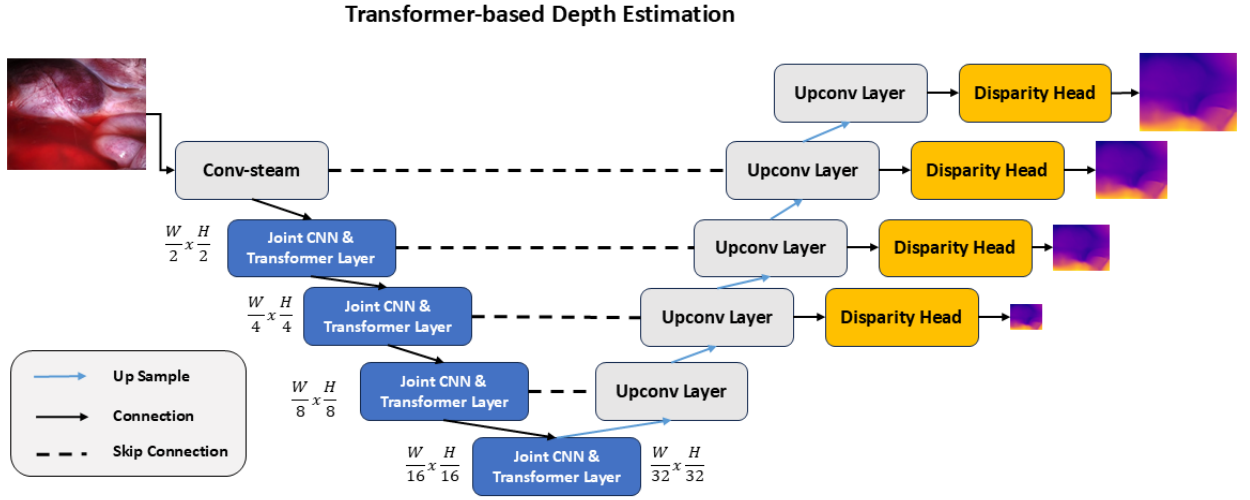 Transformer-based Depth Estimation
Upconv Layer
Disparity Head
Conv-steam
Upconv Layer
Disparity Head
W/2 x H/2
Joint CNN &
Transformer Layer
Upconv Layer
Disparity Head
W/4 x H/4
Joint CNN &
Transformer Layer
Upconv Layer
Disparity Head
W/8 x H/8
Joint CNN &
Transformer Layer
Upconv Layer
W/16 x H/16
Joint CNN &
Transformer Layer
W/32 x H/32
Up Sample
Connection
Skip Connection